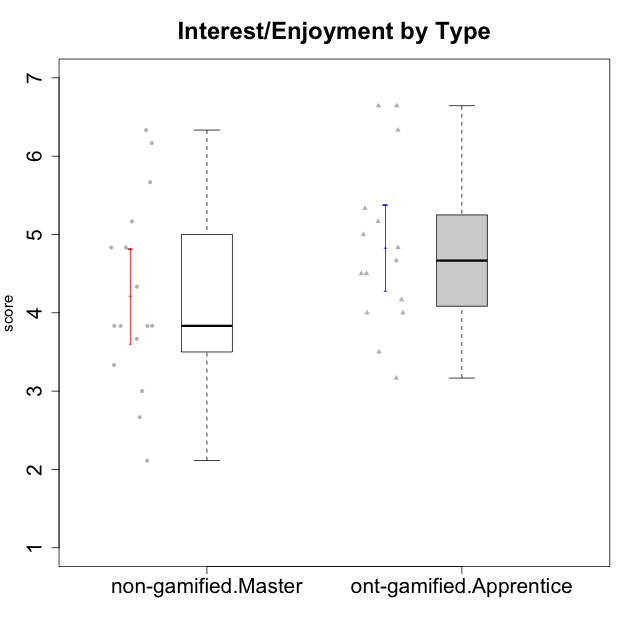 Interest/Enjoyment by Type
7
6
5
4
3
2
1
score
non-gamified.Master
ont-gamified.Apprentice